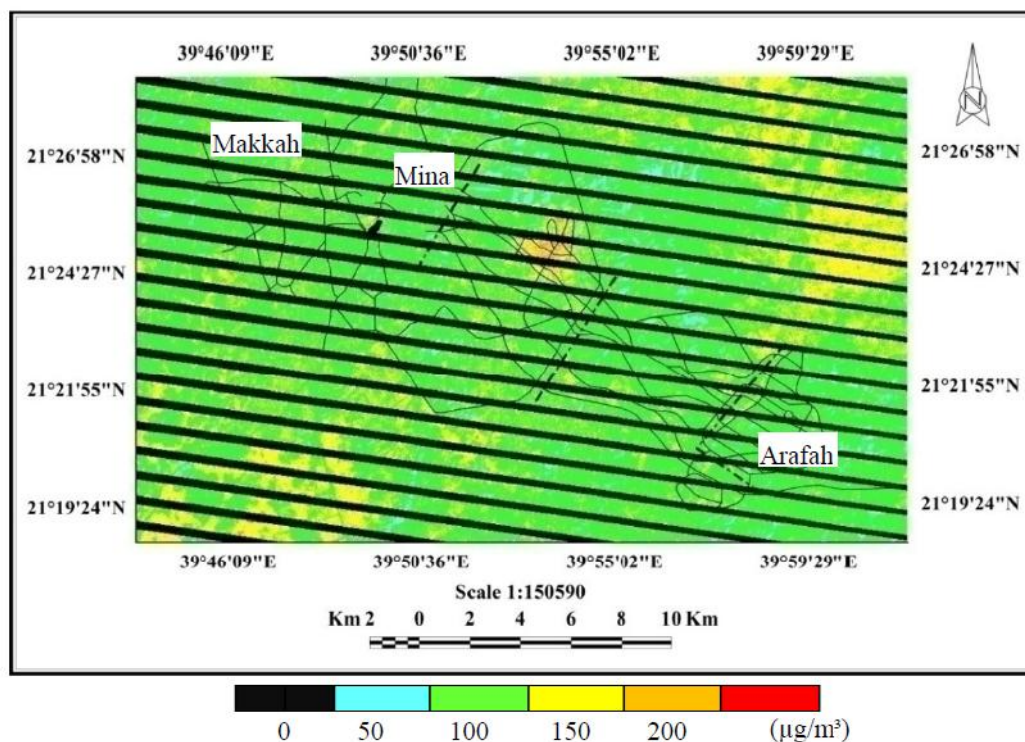 39°46'09"E 39°50'36"E 39°55'02"E 39°59'29"E
N
Makkah
21°26'58"N 21°26'58"N
Mina
21°24'27"N 21°24'27"N
21°21'55"N 21°21'55"N
Arafah
21°19'24"N 21°19'24"N
39°46'09"E 39°50'36"E 39°55'02"E 39°59'29"E
Scale 1:150590
Km 2 0 2 4 6 8 10 Km
0 50 100 150 200 (µg/m³)